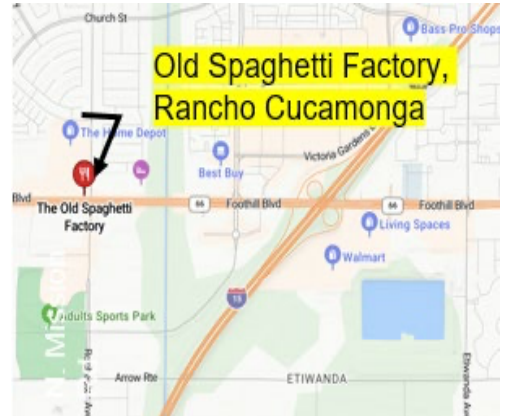 Church St
Bass Pro Shops
Old Spaghetti Factory,
Rancho Cucamonga
The Home Depot
Best Buy
Victoria Gardens
Blvd
66
Foothill Blvd
66
Foothill Blvd
The Old Spaghetti
Factory
Living Spaces
Walmart
15
Adults Sports Park
Arrow Rte
ETIWANDA
Etiwanda Ave